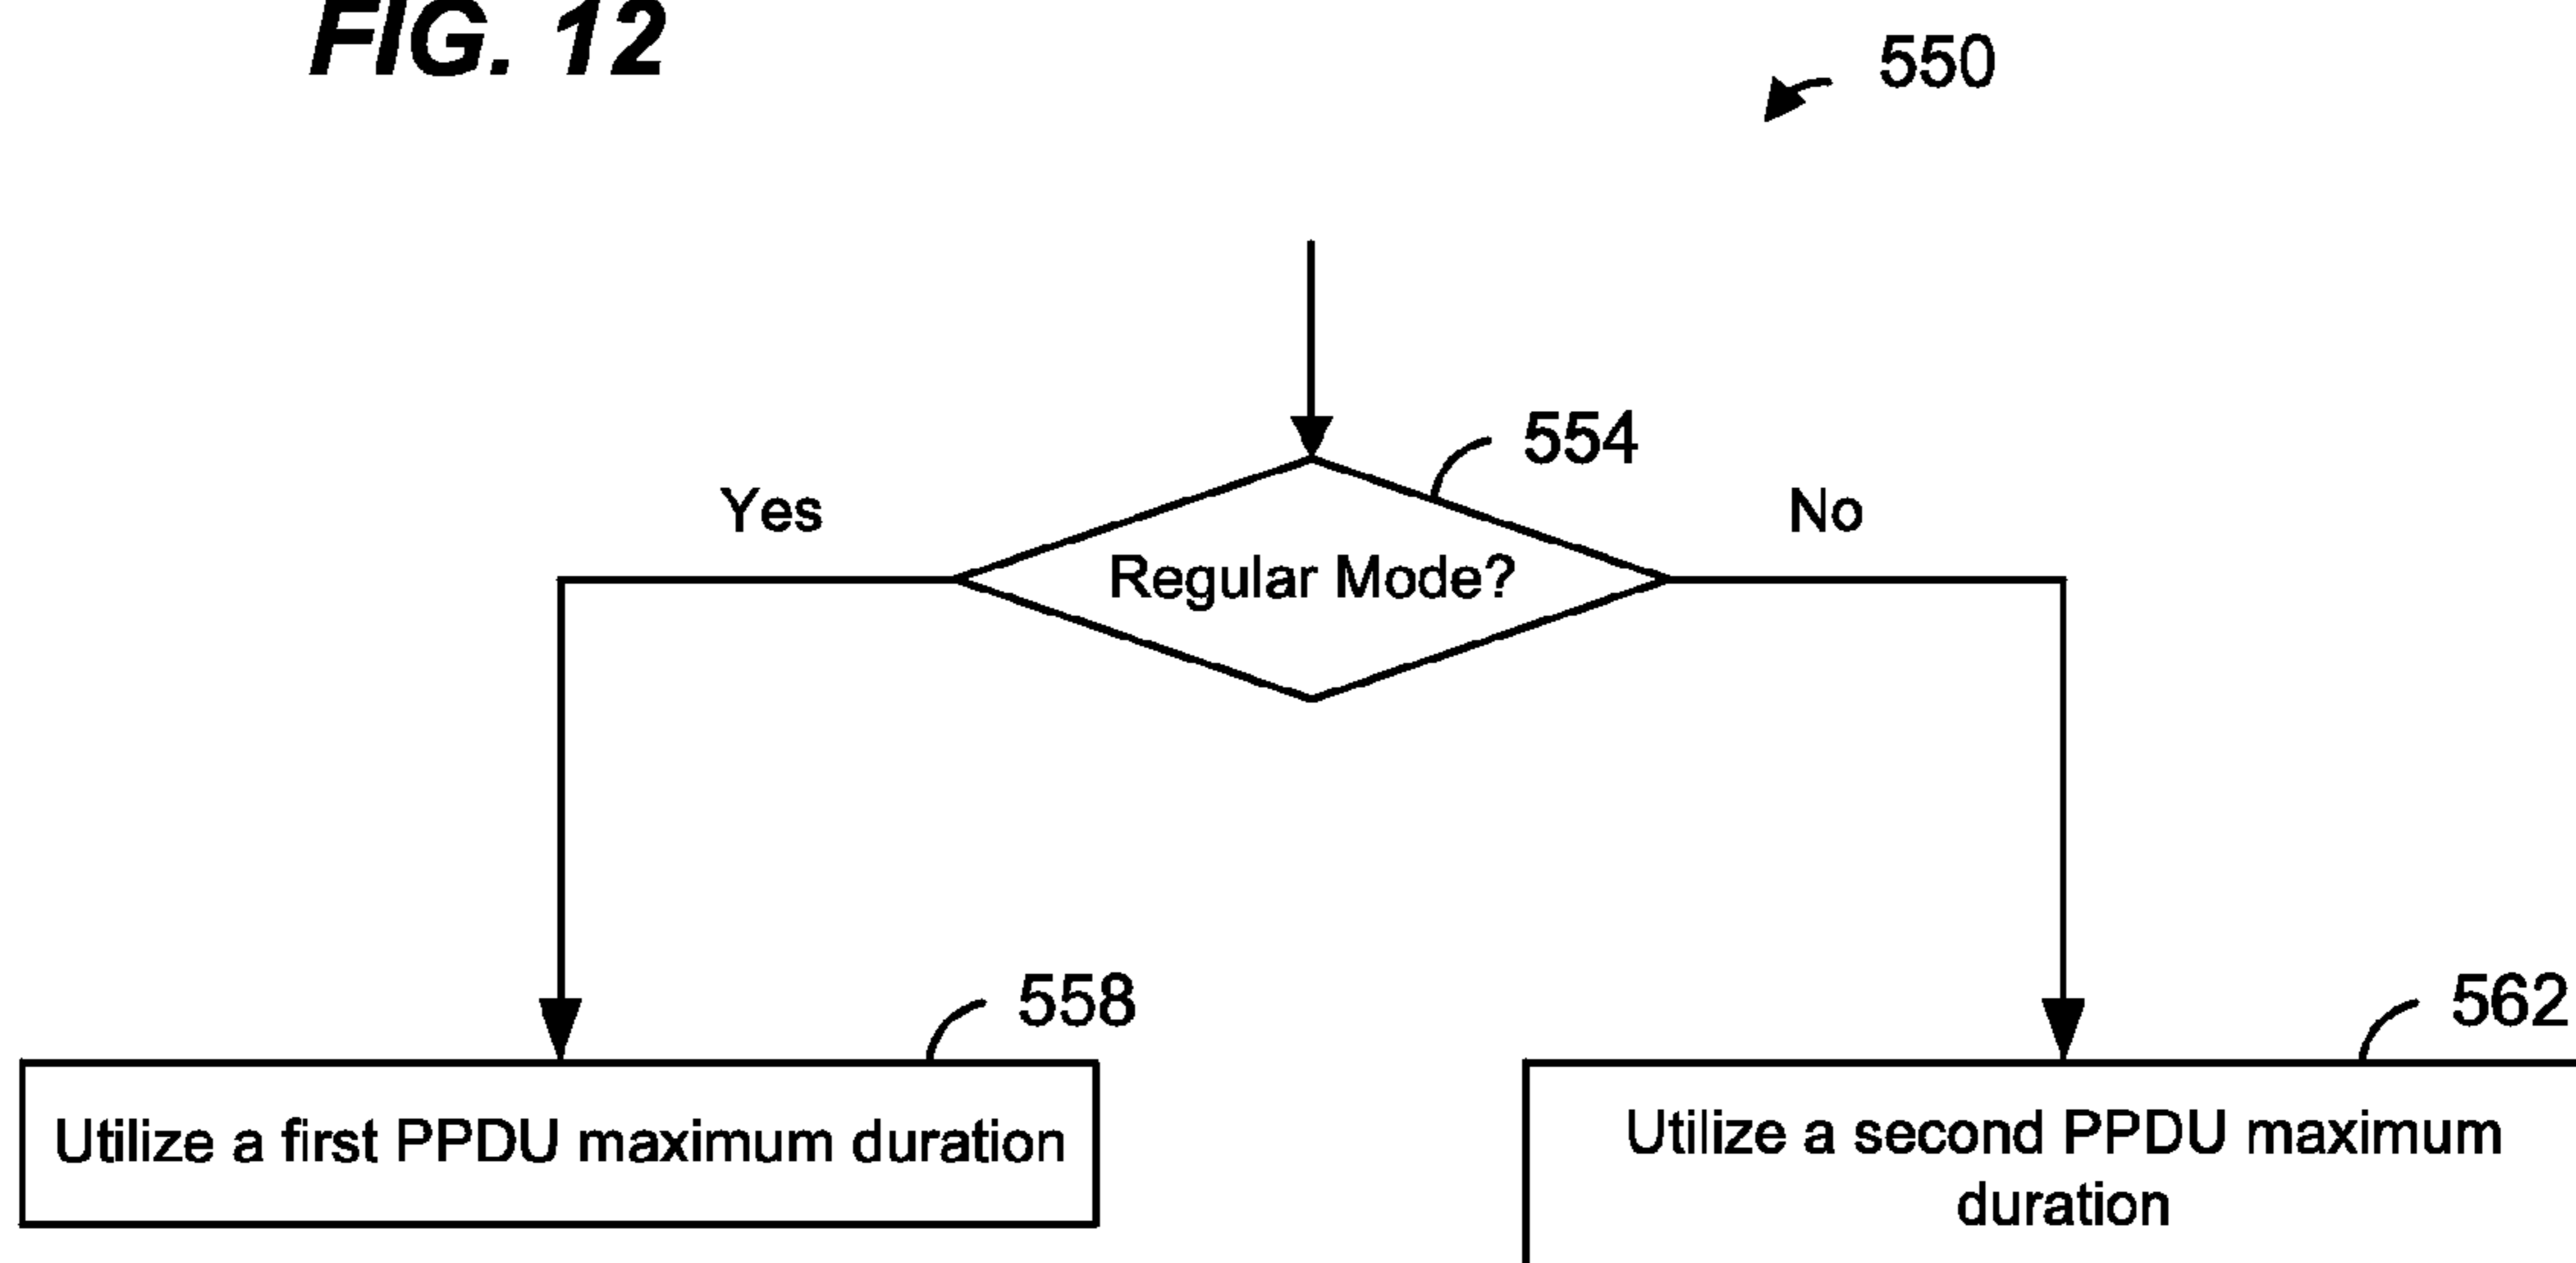 FIG. 12
550
554
Yes
No
Regular Mode?
558
562
Utilize a first PPDU maximum duration
Utilize a second PPDU maximum
duration